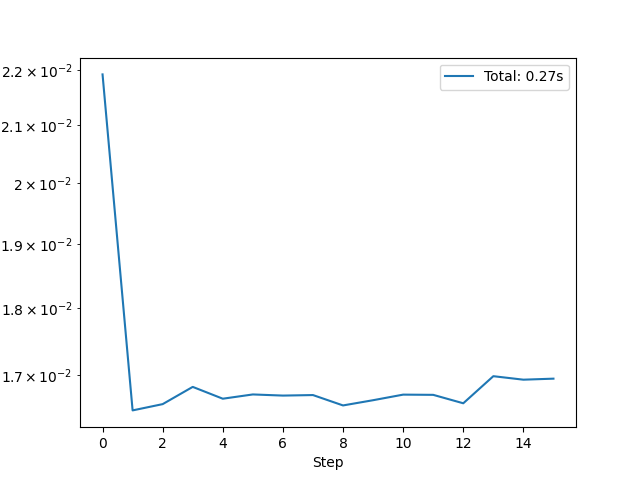 2.2 × 10⁻²
2.1 × 10⁻²
2 × 10⁻²
1.9 × 10⁻²
1.8 × 10⁻²
1.7 × 10⁻²
Total: 0.27s
0 2 4 6 8 10 12 14
Step